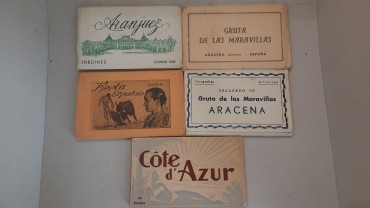 Aranjuez
JARDINES
GRUTA
DE LAS MARAVILLAS
ARACENA
ESPAÑA
Fiesta
Española
RECUERDO DE
Gruta de las Maravillas
ARACENA
Côte
d'Azur